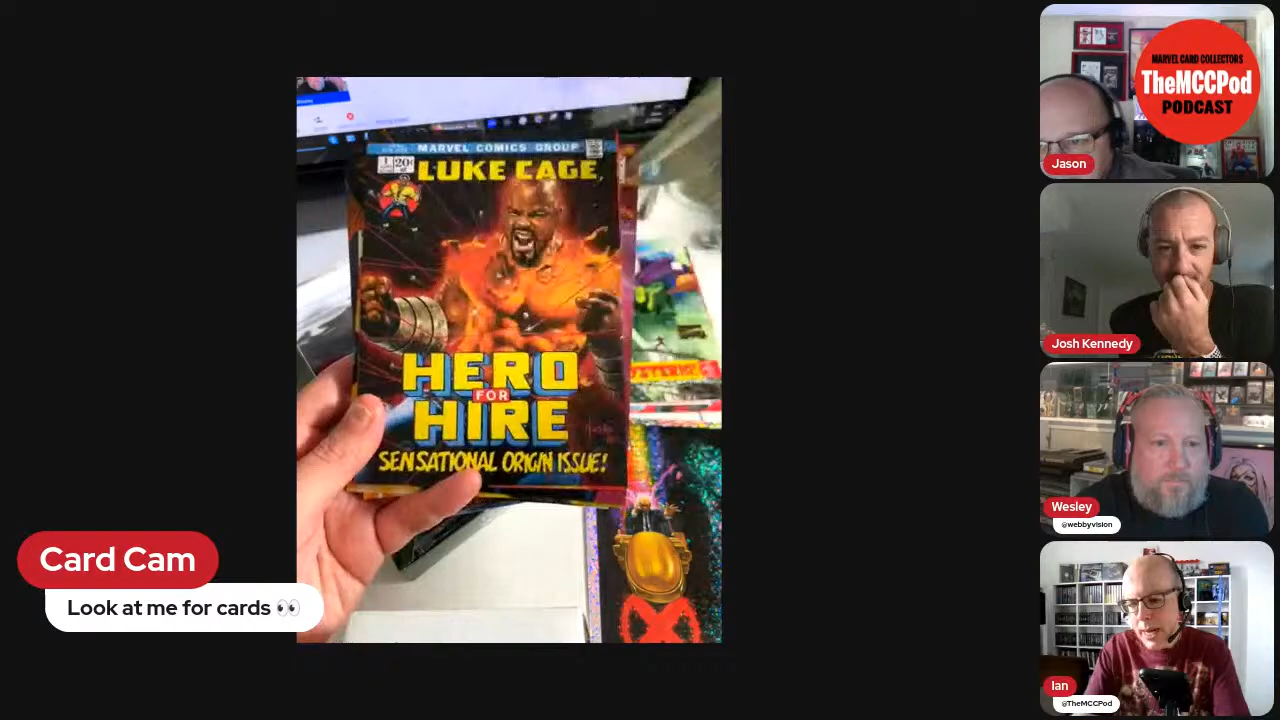 MARVEL COMICS GROUP
1
20¢
LUKE CAGE,
HERO
FOR
HIRE
SENSATIONAL ORIGIN ISSUE!
Card Cam
Look at me for cards 👀
MARVEL CARD COLLECTORS
TheMCCPod
PODCAST
Jason
Josh Kennedy
Wesley
@webbyvision
Ian
@TheMCCPod